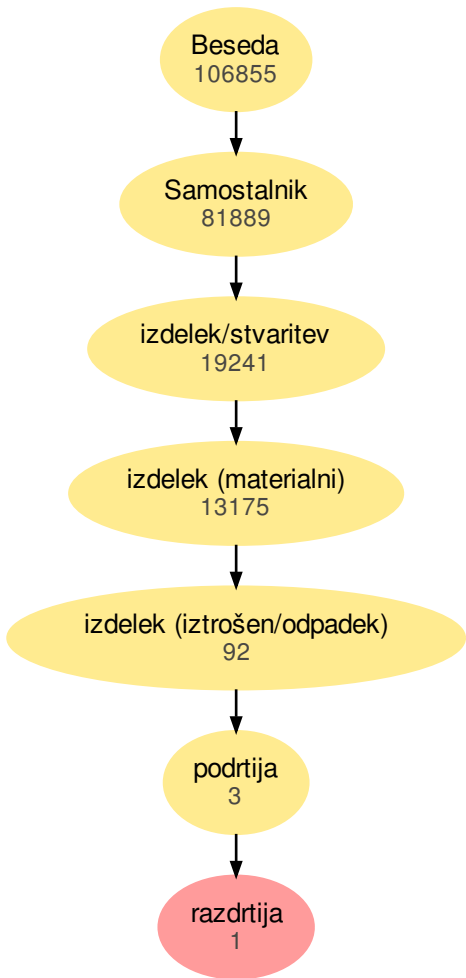 Beseda
106855
Samostalnik
81889
izdelek/stvaritev
19241
izdelek (materialni)
13175
izdelek (iztrošen/odpadek)
92
podrtija
3
razdrtija
1